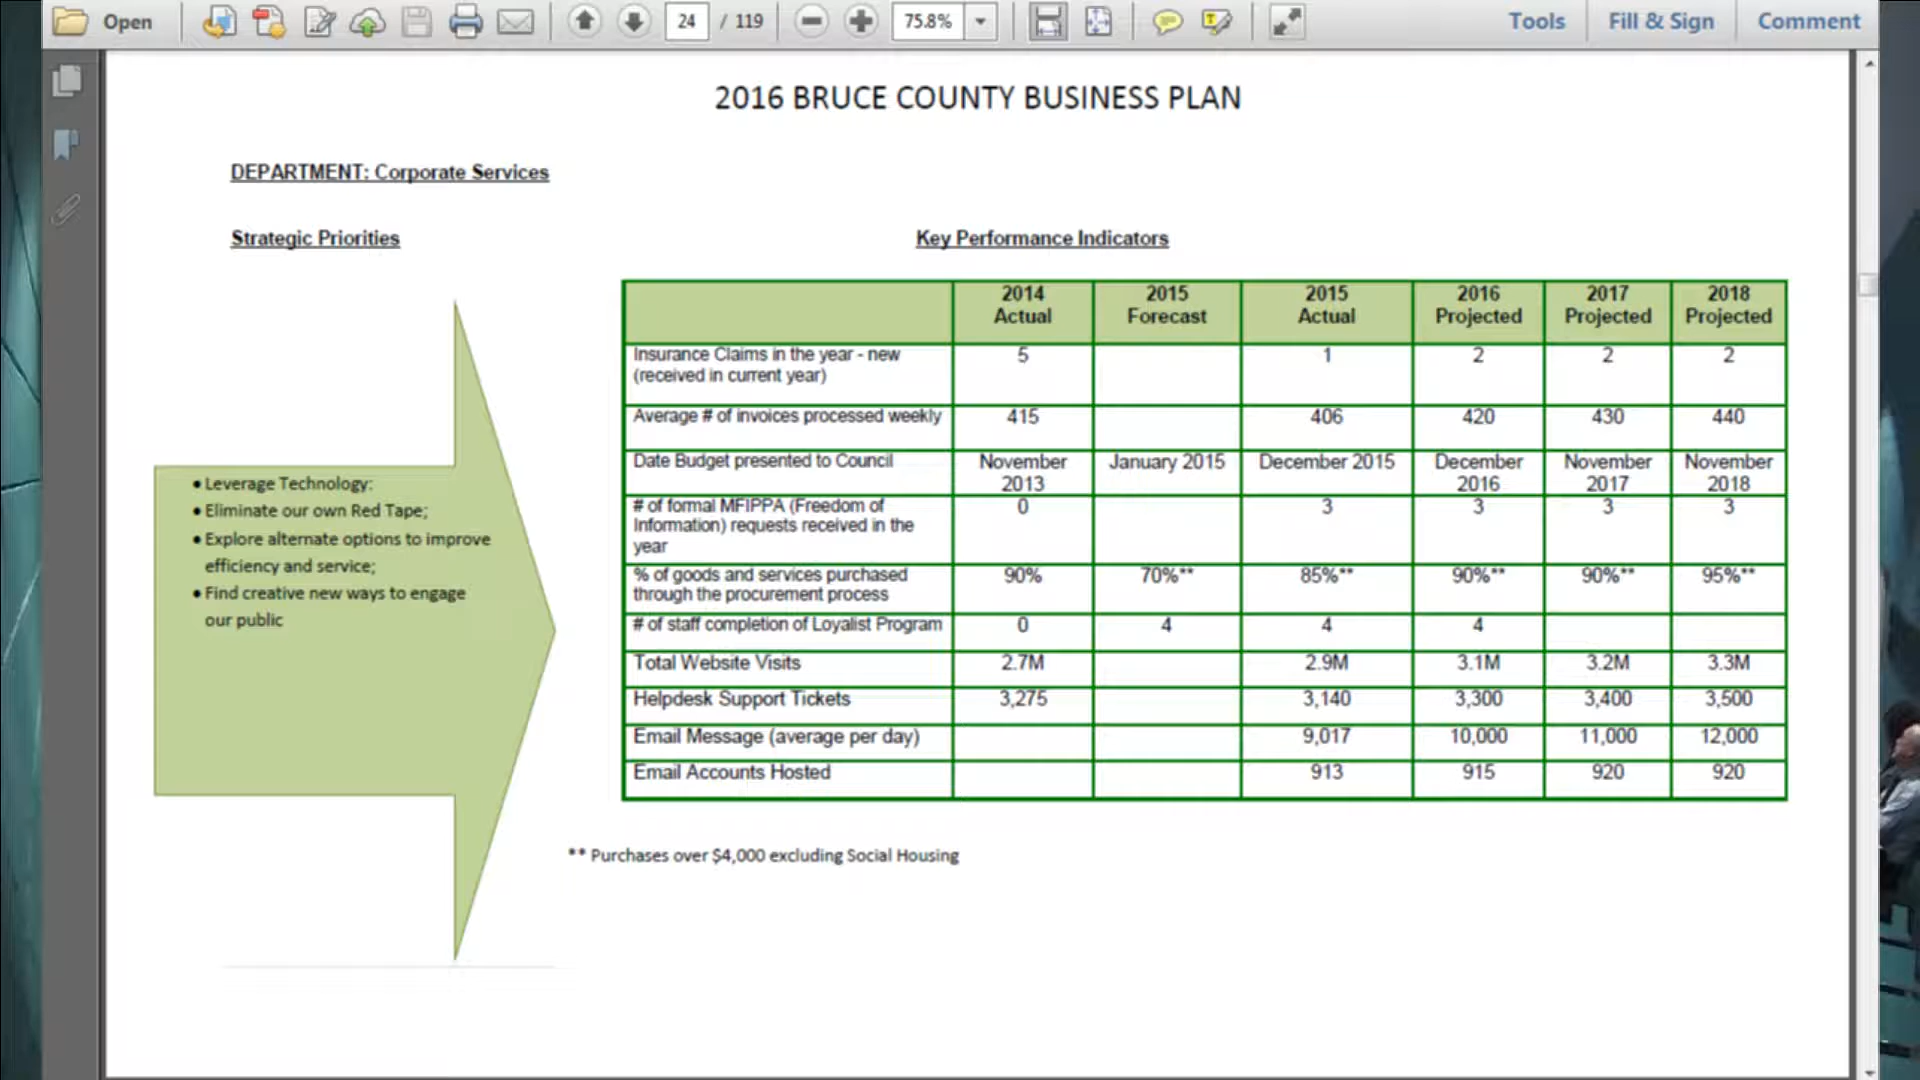 Open
24 / 119
75.8%
Tools
Fill & Sign
Comment
2016 BRUCE COUNTY BUSINESS PLAN
DEPARTMENT: Corporate Services
Strategic Priorities
Key Performance Indicators
• Leverage Technology:
• Eliminate our own Red Tape;
• Explore alternate options to improve
efficiency and service;
• Find creative new ways to engage
our public
2014 Actual 2015 Forecast 2015 Actual 2016 Projected 2017 Projected 2018 Projected
Insurance Claims in the year - new
(received in current year) 5 1 2 2 2
Average # of invoices processed weekly 415 406 420 430 440
Date Budget presented to Council November 2013 January 2015 December 2015 December 2016 November 2017 November 2018
# of formal MFIPPA (Freedom of
Information) requests received in the
year 0 3 3 3 3
% of goods and services purchased
through the procurement process 90% 70%** 85%** 90%** 90%** 95%**
# of staff completion of Loyalist Program 0 4 4 4
Total Website Visits 2.7M 2.9M 3.1M 3.2M 3.3M
Helpdesk Support Tickets 3,275 3,140 3,300 3,400 3,500
Email Message (average per day) 9,017 10,000 11,000 12,000
Email Accounts Hosted 913 915 920 920
** Purchases over $4,000 excluding Social Housing